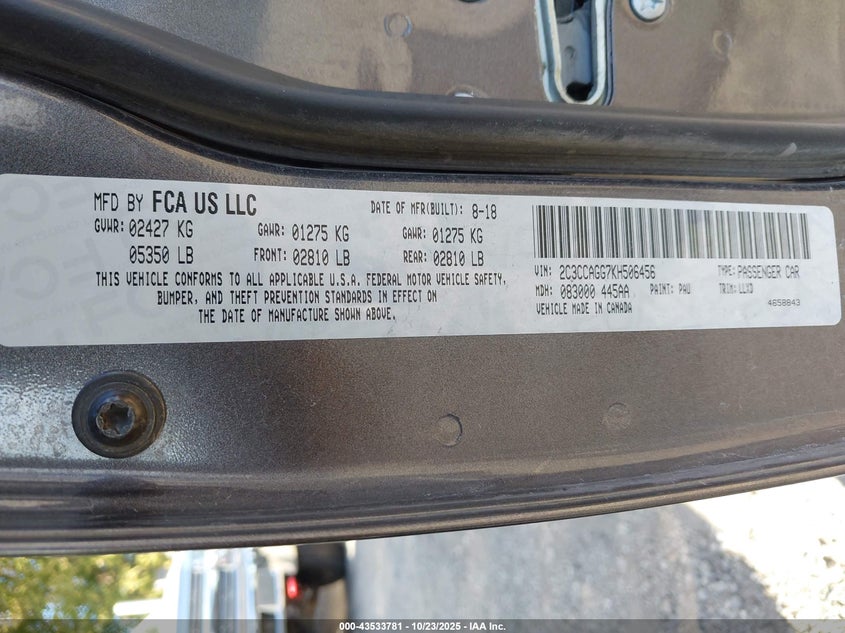 MFD BY FCA US LLC DATE OF MFR(BUILT): 8-18
GVWR: 02427 KG GAWR: 01275 KG GAWR: 01275 KG
05350 LB FRONT: 02810 LB REAR: 02810 LB
THIS VEHICLE CONFORMS TO ALL APPLICABLE U.S.A. FEDERAL MOTOR VEHICLE SAFETY,
BUMPER, AND THEFT PREVENTION STANDARDS IN EFFECT ON
THE DATE OF MANUFACTURE SHOWN ABOVE.
VIN: 2C3CCAGG7KH506456 TYPE: PASSENGER CAR
MDH: 083000 445AA PAINT: PAU TRIM: LLXD
VEHICLE MADE IN CANADA 4658843
000-43533781 - 10/23/2025 - IAA Inc.